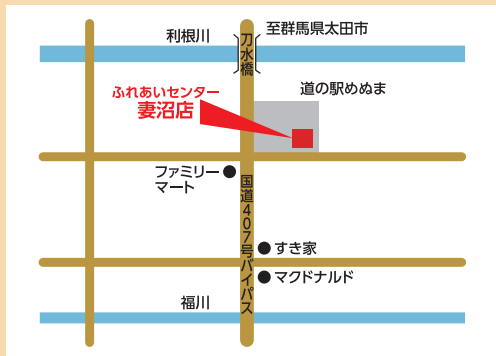 利根川
刀水橋
至群馬県太田市
道の駅めぬま
ふれあいセンター
妻沼店
ファミリー
マート
国道407号バイパス
すき家
マクドナルド
福川